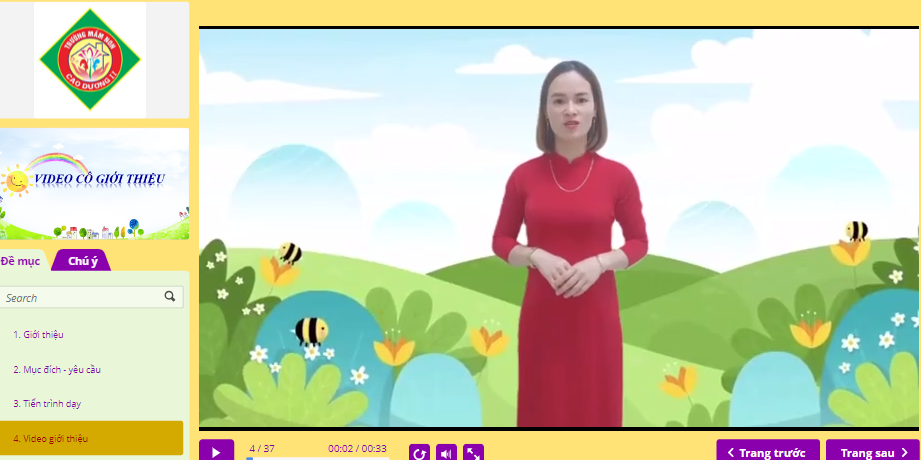 TRƯỜNG MẦM NON
CAO DƯƠNG II
VIDEO CÔ GIỚI THIỆU
Đề mục
Chú ý
Search
1. Giới thiệu
2. Mục đích - yêu cầu
3. Tiến trình dạy
4. Video giới thiệu
4 / 37
00:02 / 00:33
Trang trước
Trang sau